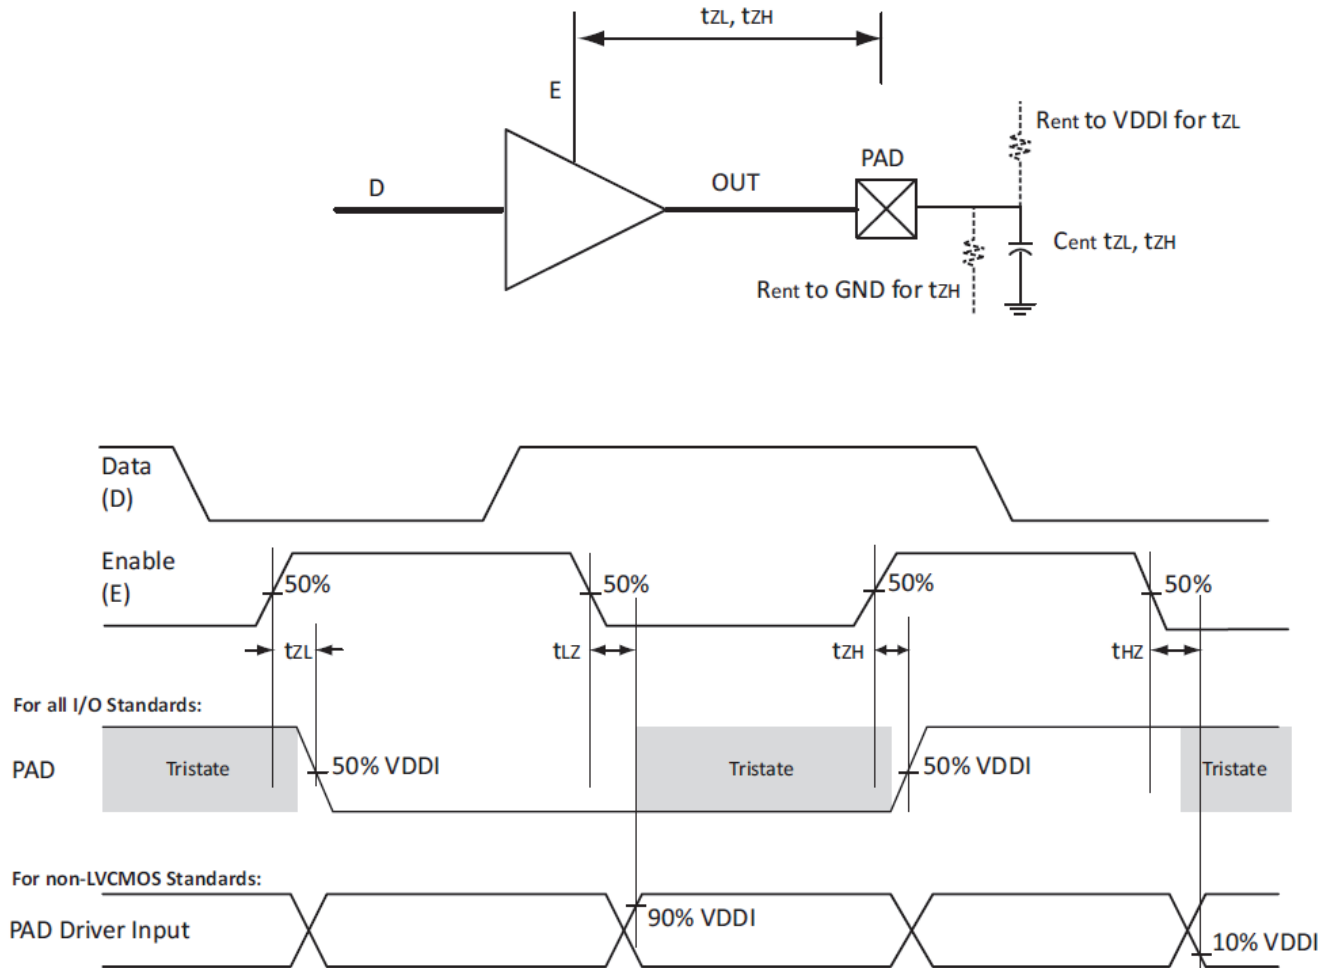 tZL, tZH
E
Rent to VDDI for tZL
PAD
D
OUT
Cent tZL, tZH
Rent to GND for tZH
Data
(D)
Enable
(E)
50%
50%
50%
50%
tZL
tLZ
tZH
tHZ
For all I/O Standards:
PAD
Tristate
50% VDDI
Tristate
50% VDDI
Tristate
For non-LVCMOS Standards:
PAD Driver Input
90% VDDI
10% VDDI